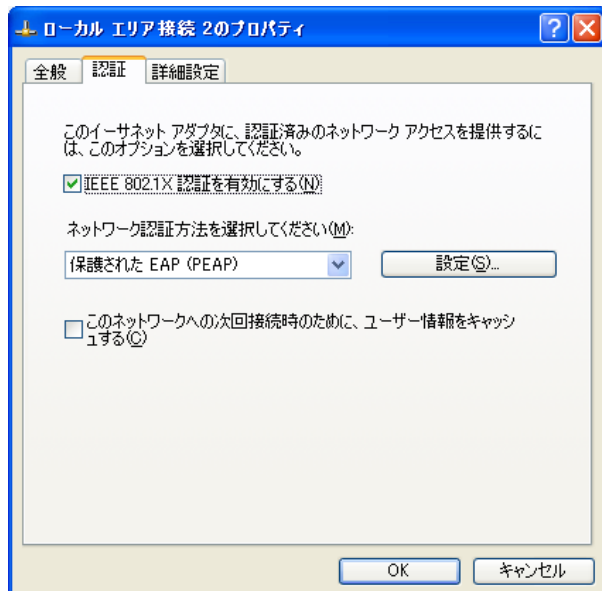 ローカル エリア接続 2のプロパティ
全般 認証 詳細設定
このイーサネット アダプタに、認証済みのネットワーク アクセスを提供するに
は、このオプションを選択してください。
IEEE 802.1X 認証を有効にする(N)
ネットワーク認証方法を選択してください(M):
保護された EAP (PEAP) 設定(S)...
このネットワークへの次回接続時のために、ユーザー情報をキャッシ
ュする(C)
OK キャンセル